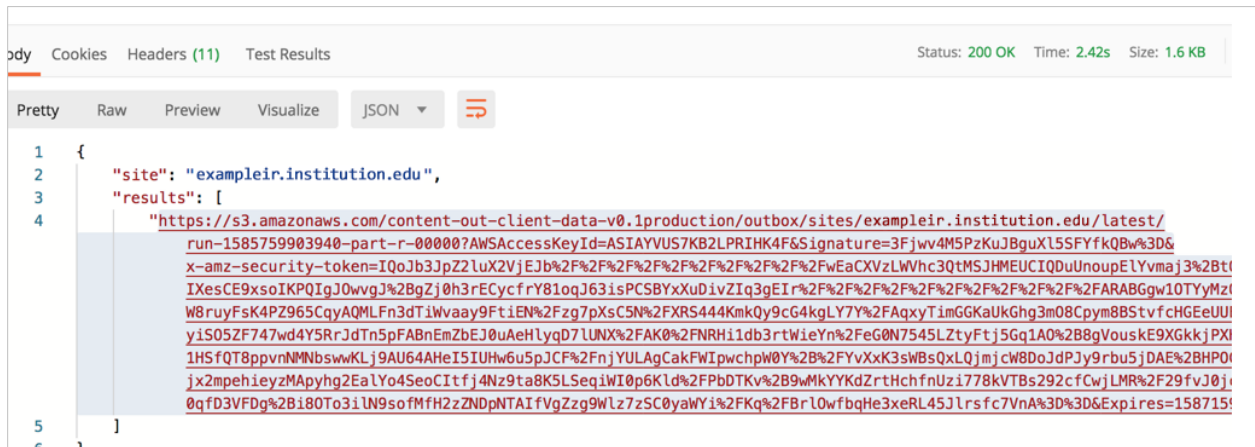 Cookies Headers (11) Test Results Status: 200 OK Time: 2.42s Size: 1.6 KB
Pretty Raw Preview Visualize JSON
1 {
2 "site": "exampleir.institution.edu",
3 "results": [
4 "https://s3.amazonaws.com/content-out-client-data-v0.1production/outbox/sites/exampleir.institution.edu/latest/
run-1585759903940-part-r-00000?AWSAccessKeyId=ASIAYVUS7KB2LPRIHK4F&Signature=3Fjwv4M5PzKuJBguXl5SFYfkQBw%3D&
x-amz-security-token=IQoJb3JpZ2luX2VjEJb%2F%2F%2F%2F%2F%2F%2F%2F%2F%2FwEaCXVzLWVhc3QtMSJHMEUCIQDuUnoupElYvmaj3%2Bt
IXesCE9xsoIKPQIgJOwvgJ%2BgZj0h3rECycfrY81oqJ63isPCSBYxXuDivZIq3gEIr%2F%2F%2F%2F%2F%2F%2F%2F%2F%2FARABGgw1OTYyMz
W8ruyFsK4PZ965CqyAQMLFn3dTiWvaay9FtiEN%2Fzg7pXsC5N%2FXRS444KmkQy9cG4kgLY7Y%2FAqxyTimGGKaUkGhg3mO8Cpym8BStvfcHGEeUU
yiSO5ZF747wd4Y5RrJdTn5pFABnEmZbEJ0uAeHlyqD7lUNX%2FAK0%2FNRHi1db3rtWieYn%2FeG0N7545LZtyFtj5Gq1AO%2B8gVouskE9XGkkjPX
1HSfQT8ppvnNMNbswwKLj9AU64AHeI5IUHw6u5pJCF%2FnjYULAgCakFWIpwchpW0Y%2B%2FYvXxK3sWBsQxLQjmjcW8DoJdPJy9rbu5jDAE%2BHPO
jx2mpehieyzMApyhg2EalYo4SeoCItfj4Nz9ta8K5LSeqiWI0p6Kld%2FPbDTKv%2B9wMkYYKdZrtHchfnUzi778kVTBs292cfCwjLMR%2F29fvJ0j
0qfD3VFDg%2Bi8OTo3ilN9sofMfH2zZNDpNTAIfVgZzg9Wlz7zSC0yaWYi%2FKq%2FBrlOwfbqHe3xeRL45Jlrsfc7VnA%3D%3D&Expires=158715
5 ]